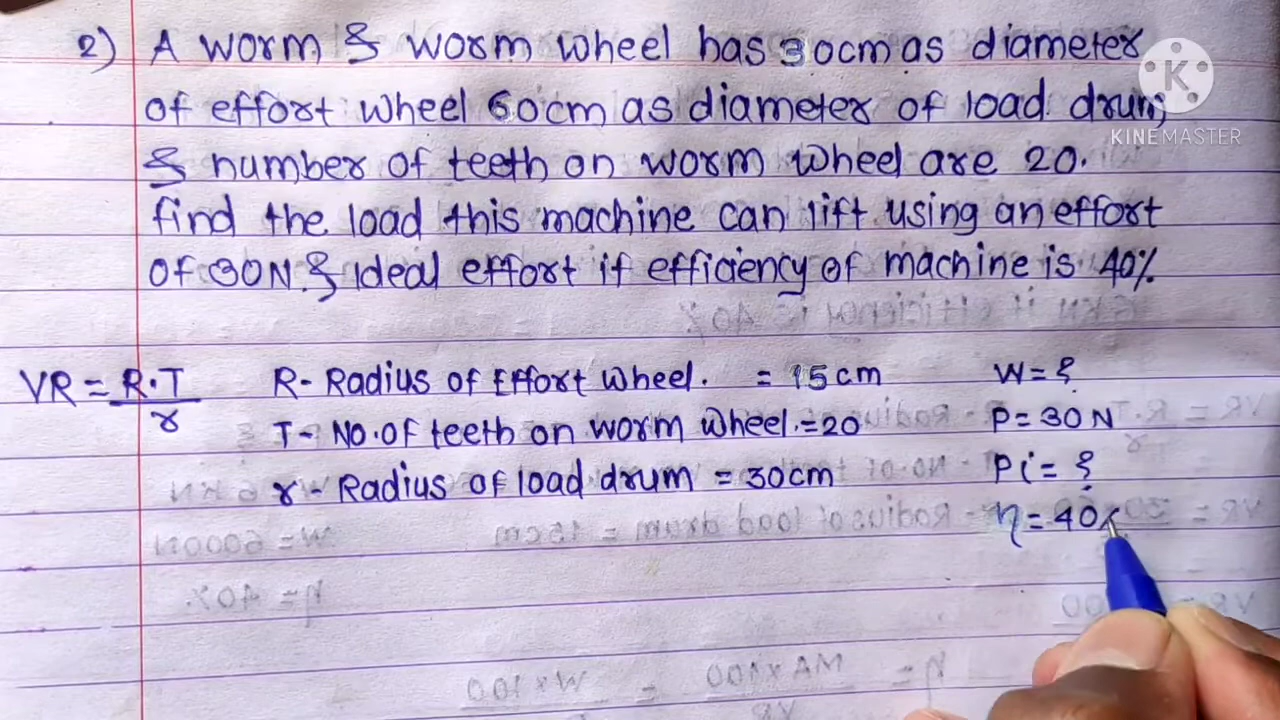 2) A worm & worm wheel has 30cm as diameter
of effort wheel 60cm as diameter of load drum,
& number of teeth on worm wheel are 20.
find the load this machine can lift using an effort
of 30N & Ideal effort if efficiency of machine is 40%
VR = R.T / r
R - Radius of Effort wheel. = 15cm
T - No. of teeth on worm wheel. = 20
r - Radius of load drum = 30cm
W = ?
P = 30 N
Pi = ?
η = 40
K
KINEMASTER